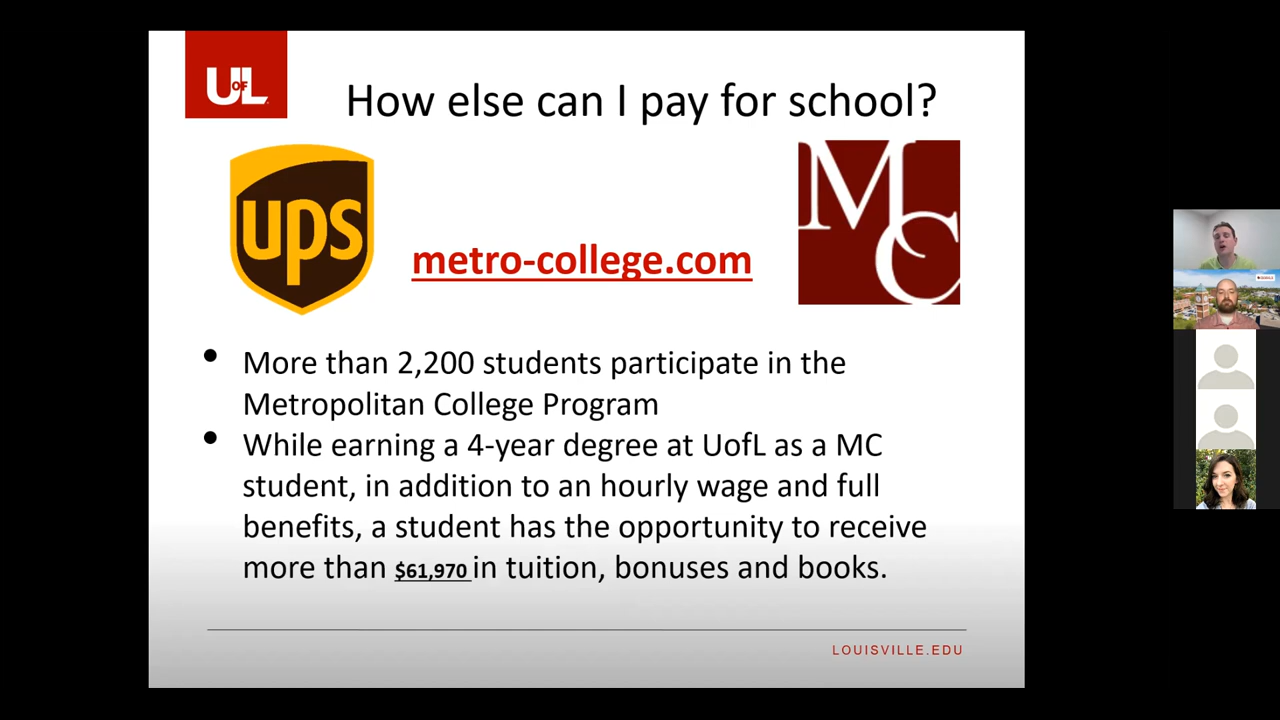 UofL
How else can I pay for school?
ups
MC
metro-college.com
• More than 2,200 students participate in the
Metropolitan College Program
• While earning a 4-year degree at UofL as a MC
student, in addition to an hourly wage and full
benefits, a student has the opportunity to receive
more than $61,970 in tuition, bonuses and books.
LOUISVILLE.EDU